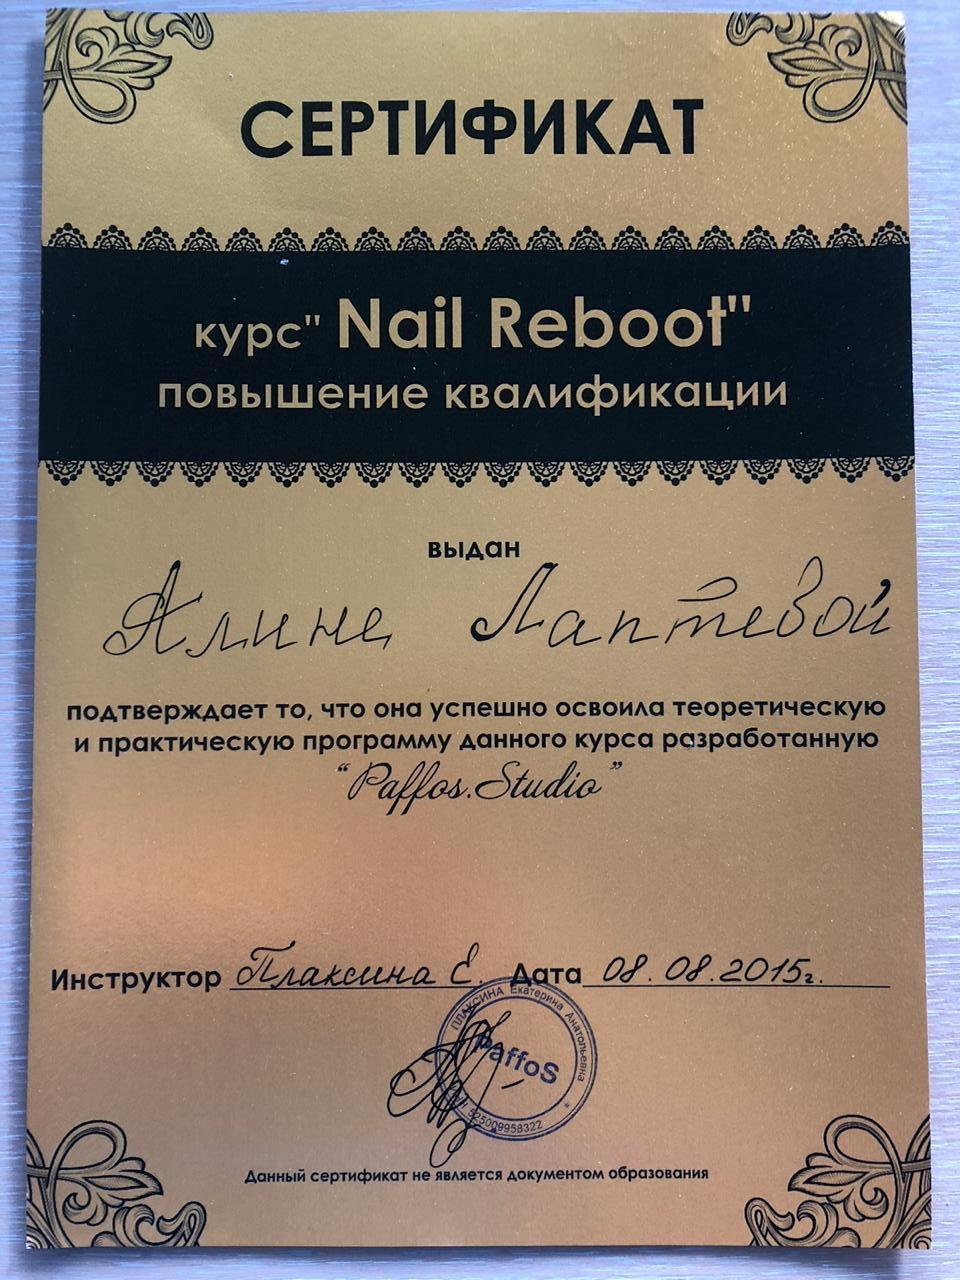 СЕРТИФИКАТ
курс" Nail Reboot"
повышение квалификации
выдан
Алине Лаптевой
подтверждает то, что она успешно освоила теоретическую
и практическую программу данного курса разработанную
“Paffos.Studio”
Инструктор Плаксина Е. Дата 08.08.2015г.
ПЛАКСИНА Екатерина Анатольевна
PaffoS
525009958322
Данный сертификат не является документом образования